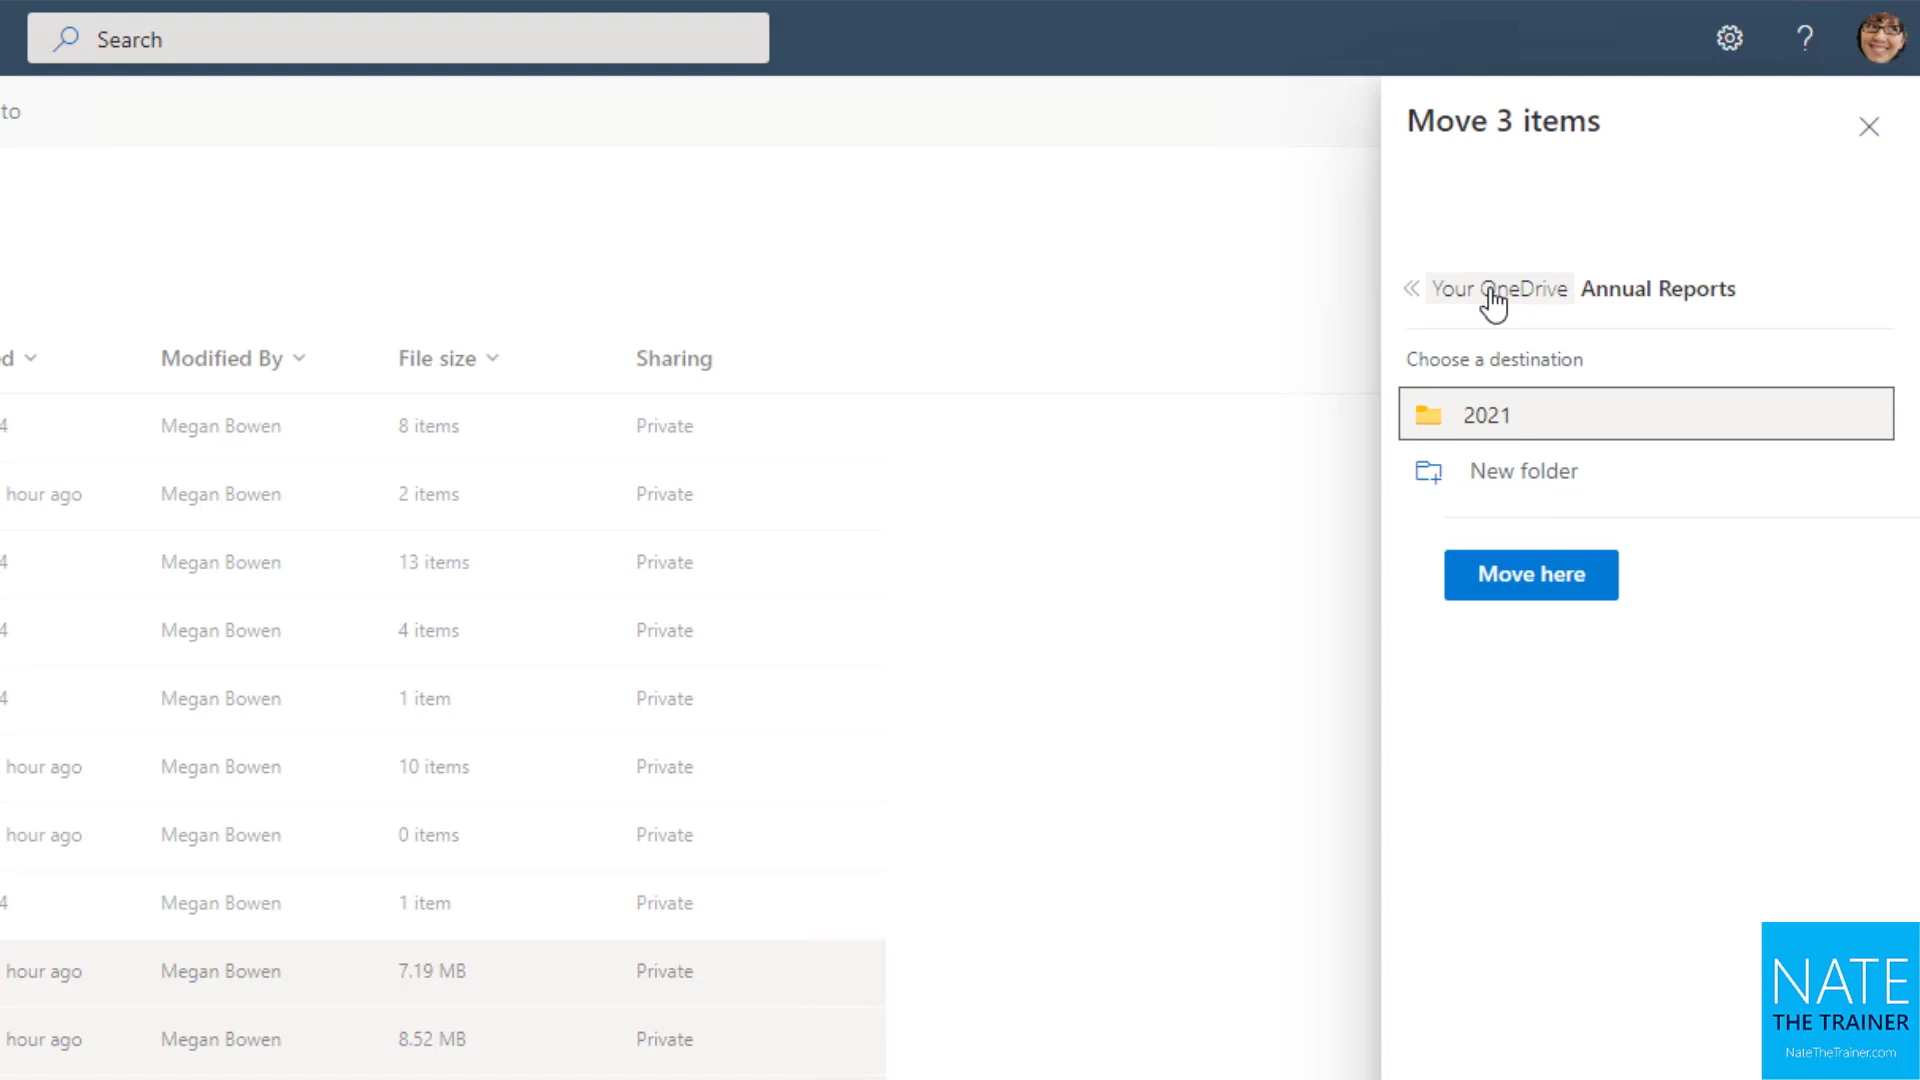 Search
to
Move 3 items
Your OneDrive Annual Reports
Choose a destination
2021
New folder
Move here
d Modified By File size Sharing
4 Megan Bowen 8 items Private
hour ago Megan Bowen 2 items Private
4 Megan Bowen 13 items Private
4 Megan Bowen 4 items Private
4 Megan Bowen 1 item Private
hour ago Megan Bowen 10 items Private
hour ago Megan Bowen 0 items Private
4 Megan Bowen 1 item Private
hour ago Megan Bowen 7.19 MB Private
hour ago Megan Bowen 8.52 MB Private
NATE
THE TRAINER
NateTheTrainer.com